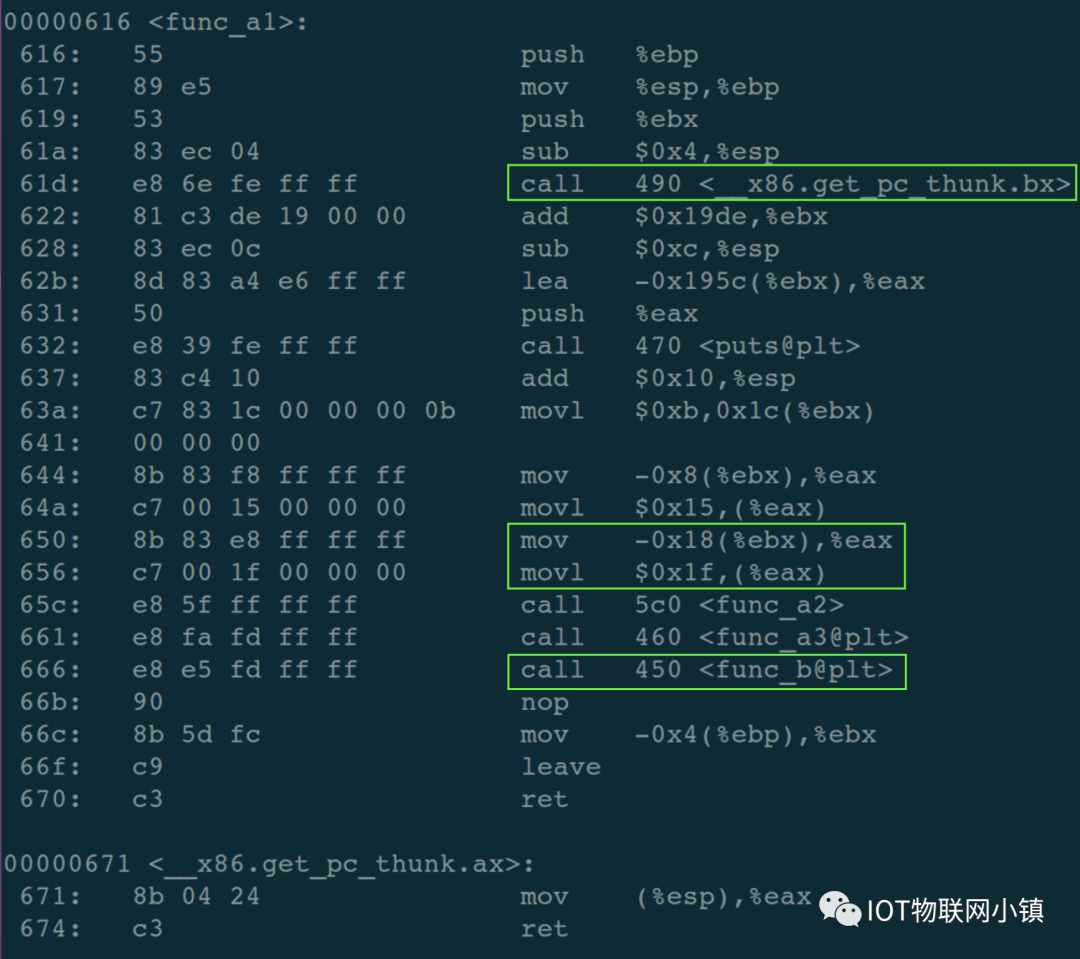 00000616 <func_a1>:
616: 55 push %ebp
617: 89 e5 mov %esp,%ebp
619: 53 push %ebx
61a: 83 ec 04 sub $0x4,%esp
61d: e8 6e fe ff ff call 490 <__x86.get_pc_thunk.bx>
622: 81 c3 de 19 00 00 add $0x19de,%ebx
628: 83 ec 0c sub $0xc,%esp
62b: 8d 83 a4 e6 ff ff lea -0x195c(%ebx),%eax
631: 50 push %eax
632: e8 39 fe ff ff call 470 <puts@plt>
637: 83 c4 10 add $0x10,%esp
63a: c7 83 1c 00 00 00 0b movl $0xb,0x1c(%ebx)
641: 00 00 00
644: 8b 83 f8 ff ff ff mov -0x8(%ebx),%eax
64a: c7 00 15 00 00 00 movl $0x15,(%eax)
650: 8b 83 e8 ff ff ff mov -0x18(%ebx),%eax
656: c7 00 1f 00 00 00 movl $0x1f,(%eax)
65c: e8 5f ff ff ff call 5c0 <func_a2>
661: e8 fa fd ff ff call 460 <func_a3@plt>
666: e8 e5 fd ff ff call 450 <func_b@plt>
66b: 90 nop
66c: 8b 5d fc mov -0x4(%ebp),%ebx
66f: c9 leave
670: c3 ret
00000671 <__x86.get_pc_thunk.ax>:
671: 8b 04 24 mov (%esp),%eax
674: c3 ret
IOT物联网小镇